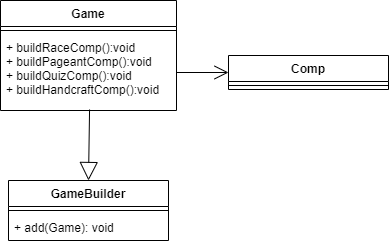 Game
+ buildRaceComp():void
+ buildPageantComp():void
+ buildQuizComp():void
+ buildHandcraftComp():void
Comp
GameBuilder
+ add(Game): void